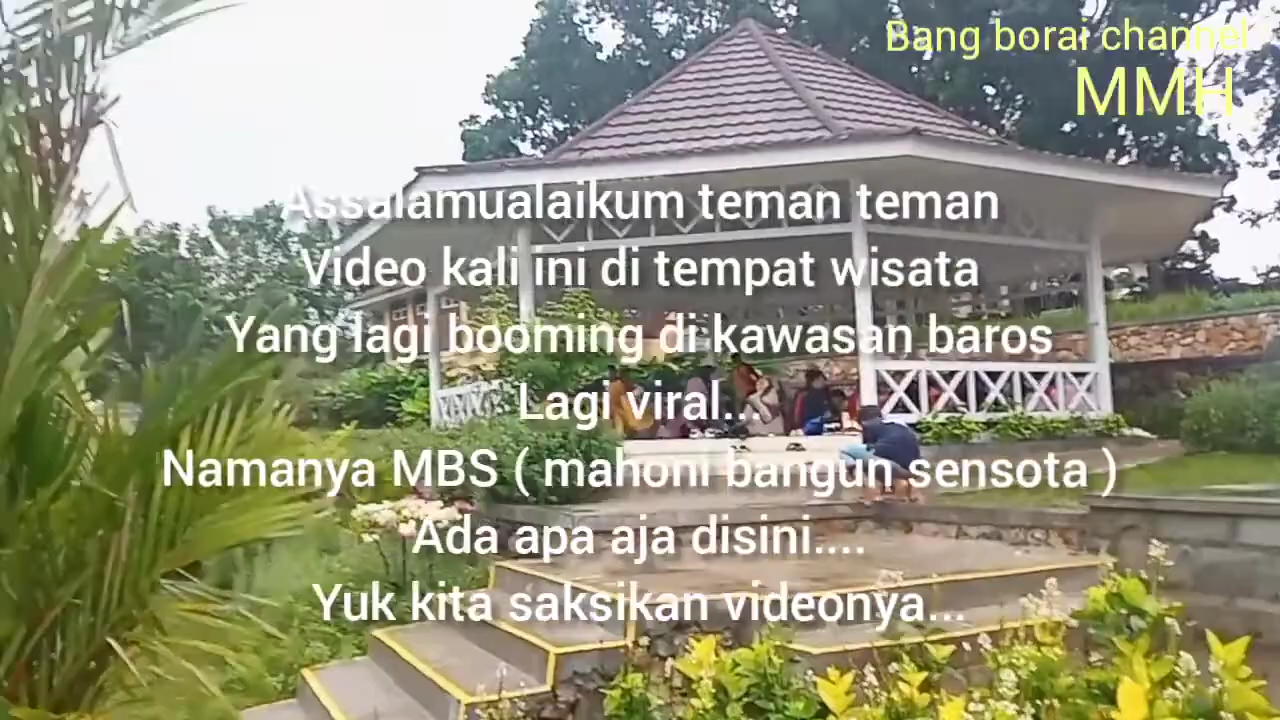 Bang borai channel
MMH
Assalamualaikum teman teman
Video kali ini di tempat wisata
Yang lagi booming di kawasan baros
Lagi viral...
Namanya MBS ( mahoni bangun sensota )
Ada apa aja disini....
Yuk kita saksikan videonya...